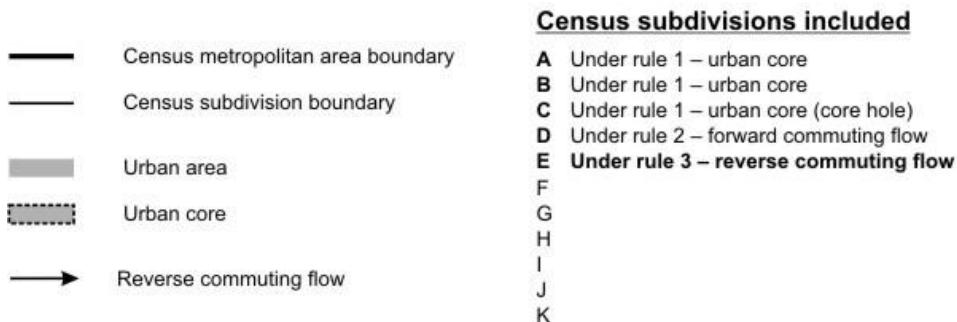 Census metropolitan area boundary
Census subdivision boundary
Urban area
Urban core
Reverse commuting flow
Census subdivisions included
A Under rule 1 – urban core
B Under rule 1 – urban core
C Under rule 1 – urban core (core hole)
D Under rule 2 – forward commuting flow
E Under rule 3 – reverse commuting flow
F
G
H
I
J
K